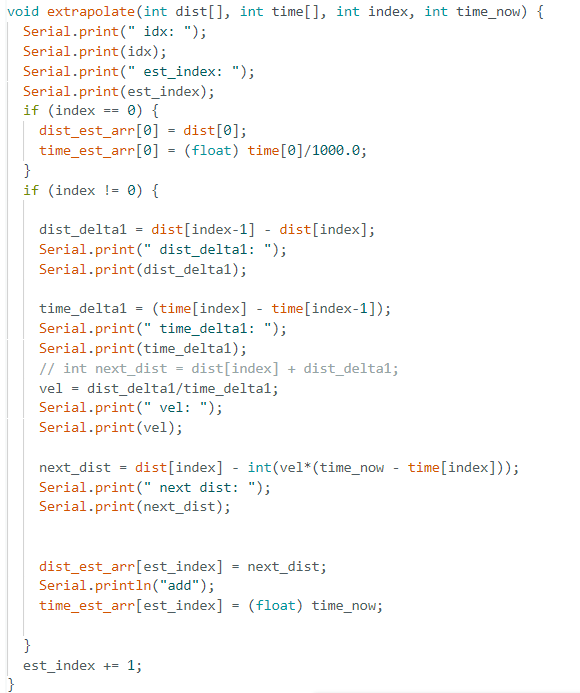 void extrapolate(int dist[], int time[], int index, int time_now) {
  Serial.print(" idx: ");
  Serial.print(idx);
  Serial.print(" est_index: ");
  Serial.print(est_index);
  if (index == 0) {
    dist_est_arr[0] = dist[0];
    time_est_arr[0] = (float) time[0]/1000.0;
  }
  if (index != 0) {
    dist_delta1 = dist[index-1] - dist[index];
    Serial.print(" dist_delta1: ");
    Serial.print(dist_delta1);
    time_delta1 = (time[index] - time[index-1]);
    Serial.print(" time_delta1: ");
    Serial.print(time_delta1);
    // int next_dist = dist[index] + dist_delta1;
    vel = dist_delta1/time_delta1;
    Serial.print(" vel: ");
    Serial.print(vel);
    next_dist = dist[index] - int(vel*(time_now - time[index]));
    Serial.print(" next dist: ");
    Serial.print(next_dist);
    dist_est_arr[est_index] = next_dist;
    Serial.println("add");
    time_est_arr[est_index] = (float) time_now;
  }
  est_index += 1;
}